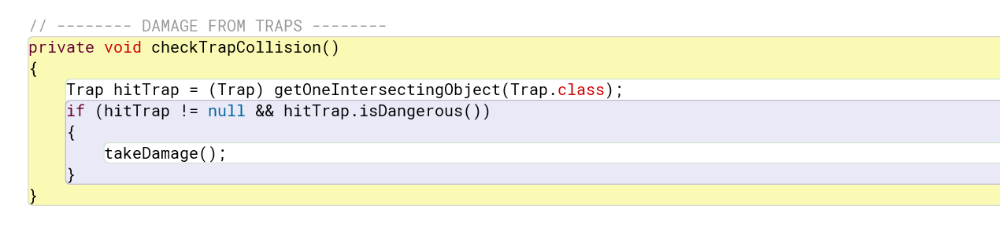 // -------- DAMAGE FROM TRAPS --------
private void checkTrapCollision()
{
    Trap hitTrap = (Trap) getOneIntersectingObject(Trap.class);
    if (hitTrap != null && hitTrap.isDangerous())
    {
        takeDamage();
    }
}